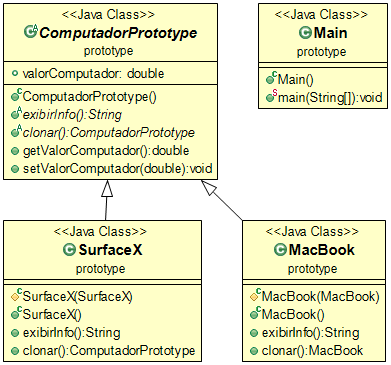 <<Java Class>>
ComputadorPrototype
prototype
valorComputador: double
ComputadorPrototype()
exibirInfo():String
clonar():ComputadorPrototype
getValorComputador():double
setValorComputador(double):void
<<Java Class>>
Main
prototype
Main()
main(String[]):void
<<Java Class>>
SurfaceX
prototype
SurfaceX(SurfaceX)
SurfaceX()
exibirInfo():String
clonar():ComputadorPrototype
<<Java Class>>
MacBook
prototype
MacBook(MacBook)
MacBook()
exibirInfo():String
clonar():MacBook